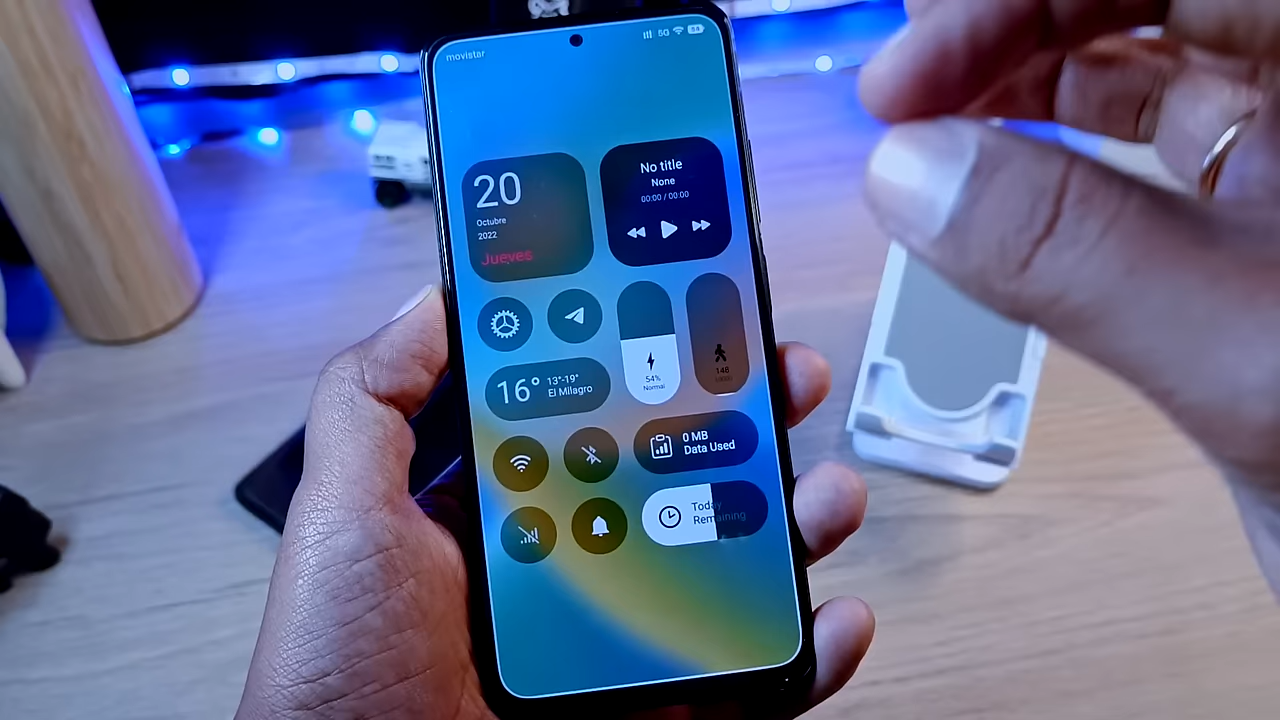 movistar
5G
54
20
Octubre
2022
Jueves
No title
None
00:00 / 00:00
54%
Normal
148
16°
13°-19°
El Milagro
0 MB
Data Used
Today
Remaining